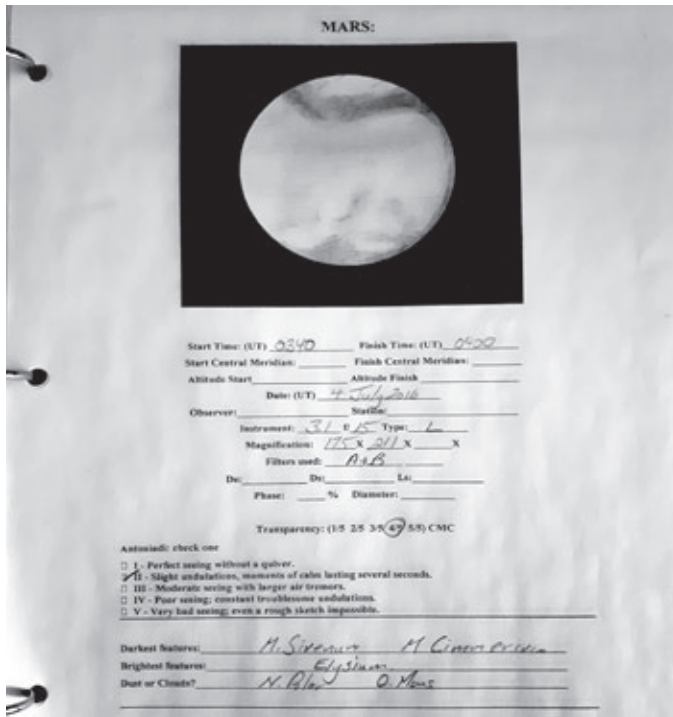 MARS:
Start Time: (UT) 0340 Finish Time: (UT) 0420
Start Central Meridian: Finish Central Meridian:
Altitude Start Altitude Finish
Date: (UT) 4 July 2016
Observer: Station:
Instrument: 31 F 15 Type: L
Magnification: 175 X 211 X X
Filters used: A+B
De: Ds: Ls:
Phase: % Diameter:
Transparency: (1/5 2/5 3/5 4/5 5/5) CMC
Antoniadi: check one
I - Perfect seeing without a quiver.
II - Slight undulations, moments of calm lasting several seconds.
III - Moderate seeing with larger air tremors.
IV - Poor seeing; constant troublesome undulations.
V - Very bad seeing; even a rough sketch impossible.
Darkest features: M. Sirenum M Cimmerium
Brightest features: Elysium
Dust or Clouds? N. Polar O. Mons